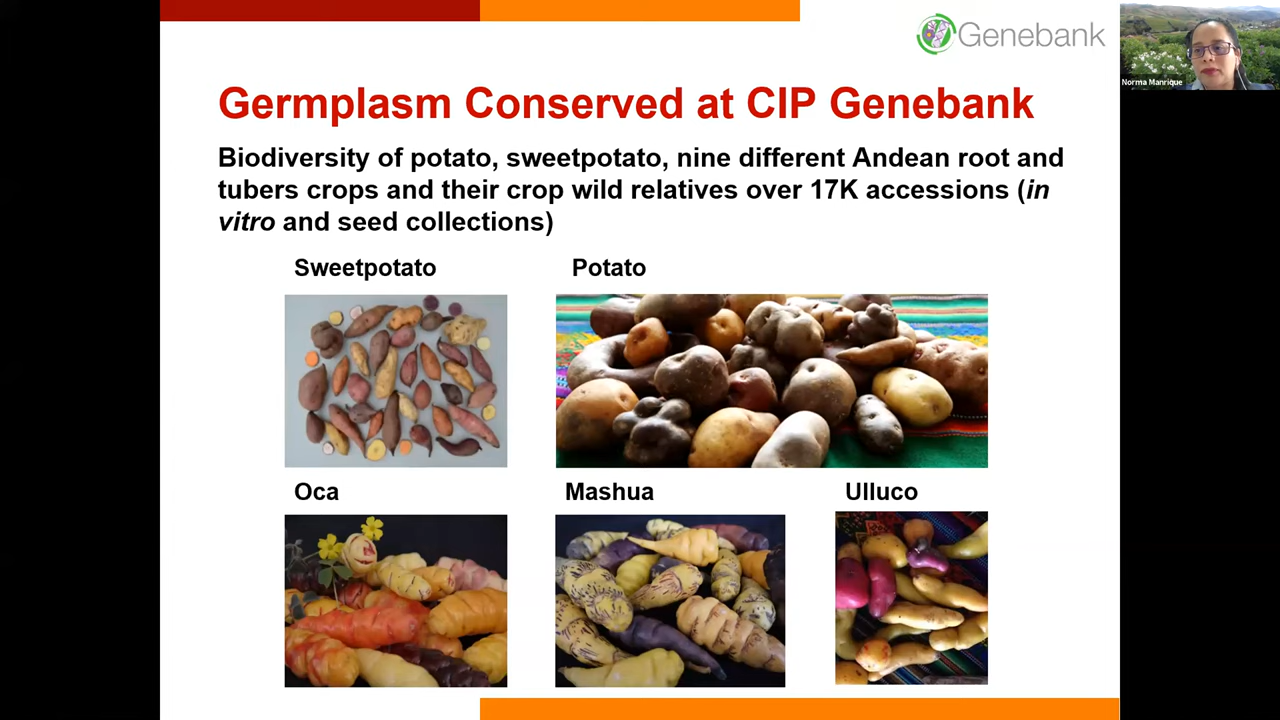 Genebank
Norma Manrique
Germplasm Conserved at CIP Genebank
Biodiversity of potato, sweetpotato, nine different Andean root and
tubers crops and their crop wild relatives over 17K accessions (in
vitro and seed collections)
Sweetpotato
Potato
Oca
Mashua
Ulluco